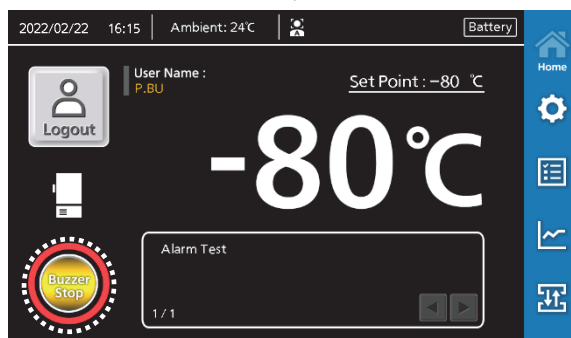 2022/02/22 16:15 Ambient: 24℃ A Battery
Home
User Name :
P.BU
Set Point : -80 ℃
Logout
-80℃
Alarm Test
Buzzer
Stop
1/1